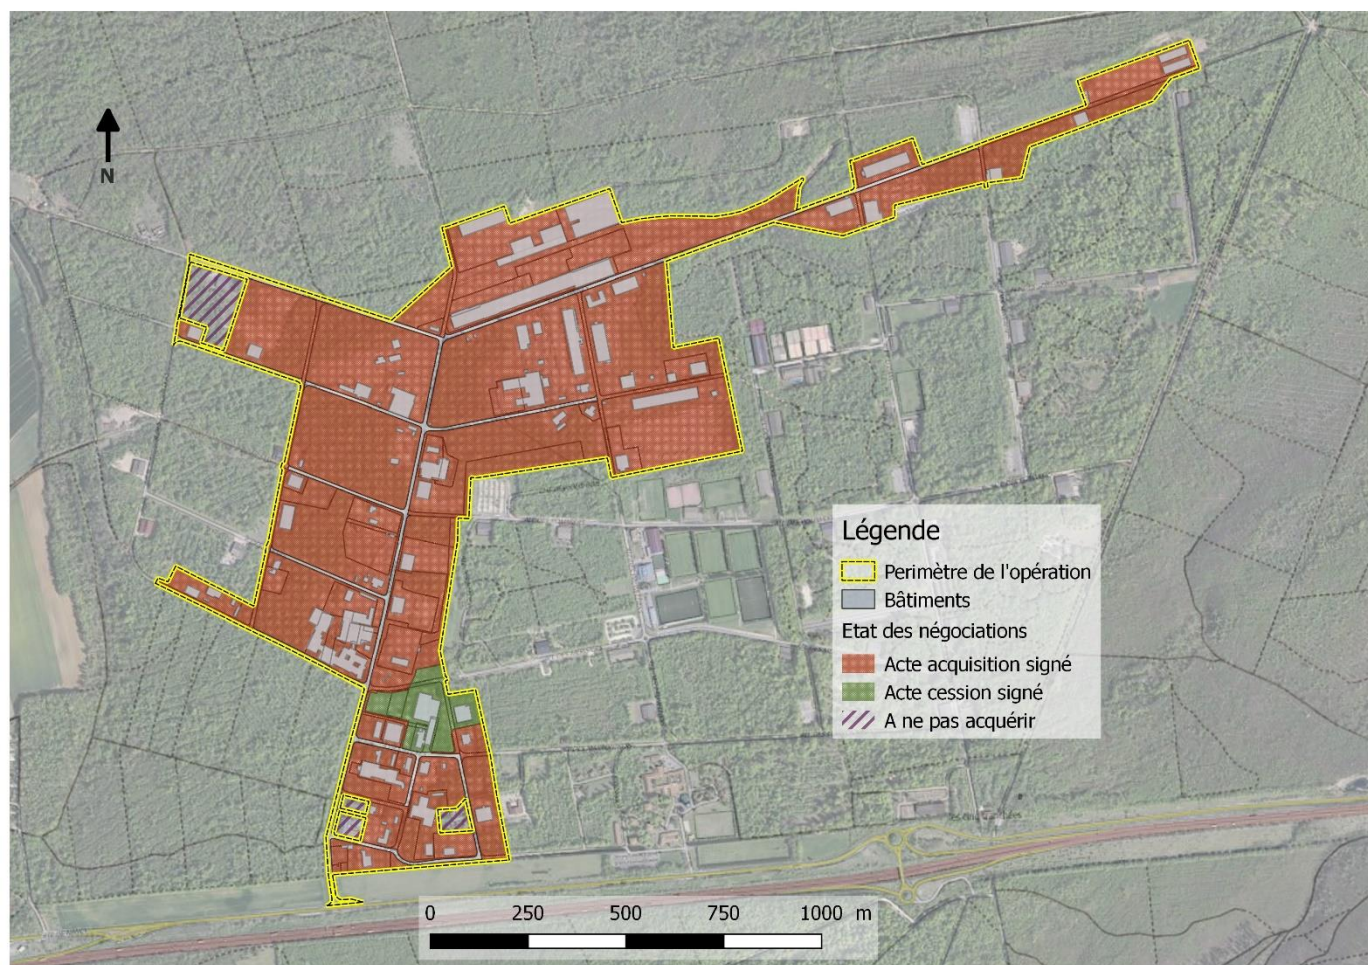 N
Légende
Perimètre de l'opération
Bâtiments
Etat des négociations
Acte acquisition signé
Acte cession signé
A ne pas acquérir
0 250 500 750 1000 m